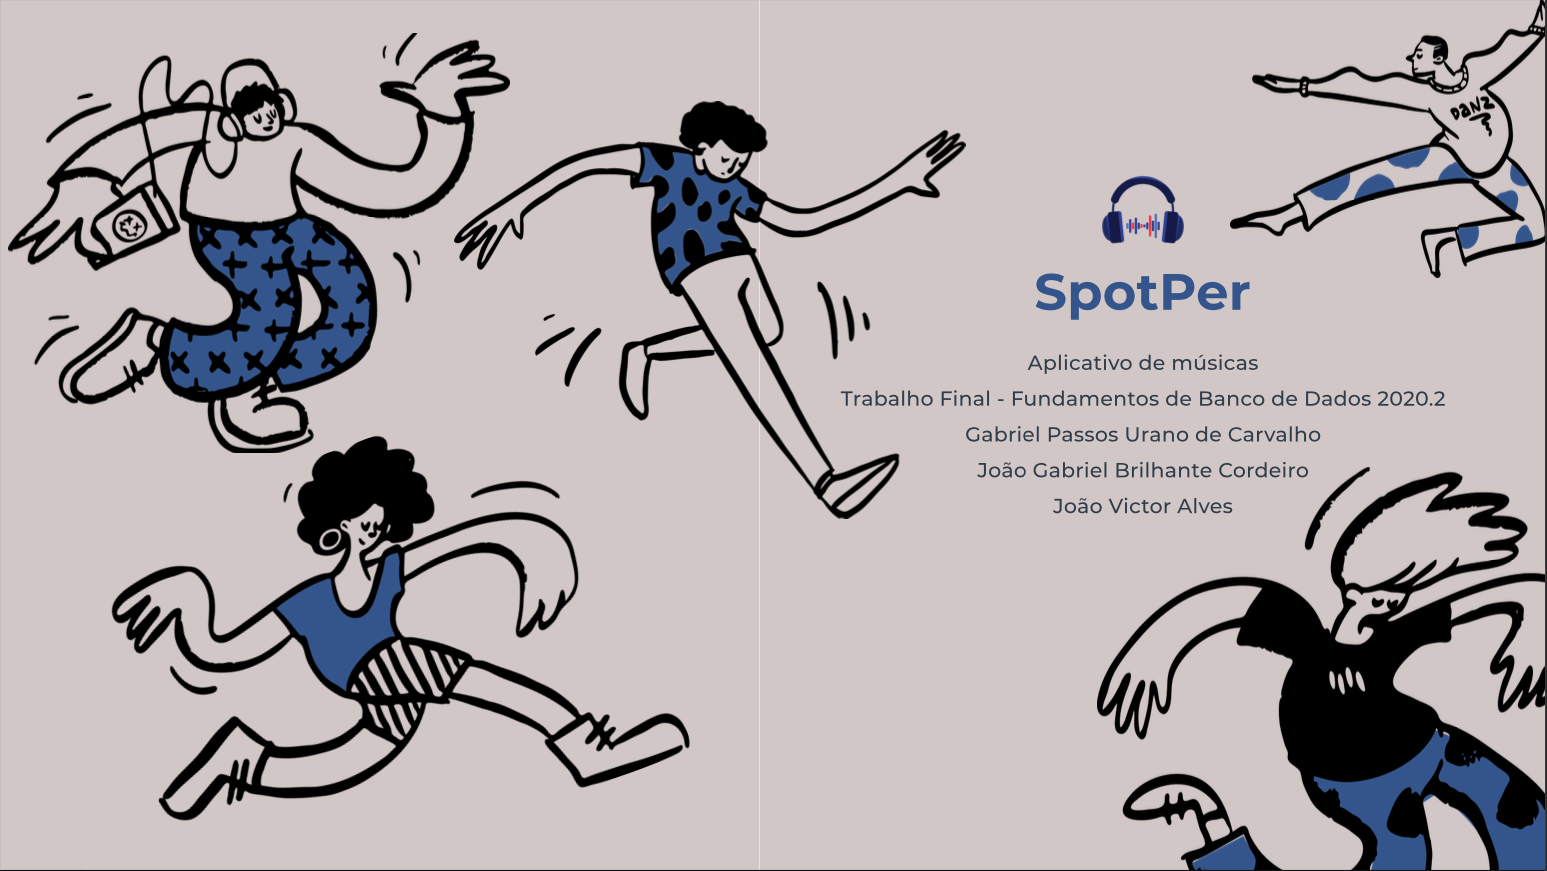 DANZ
SpotPer
Aplicativo de músicas
Trabalho Final - Fundamentos de Banco de Dados 2020.2
Gabriel Passos Urano de Carvalho
João Gabriel Brilhante Cordeiro
João Victor Alves